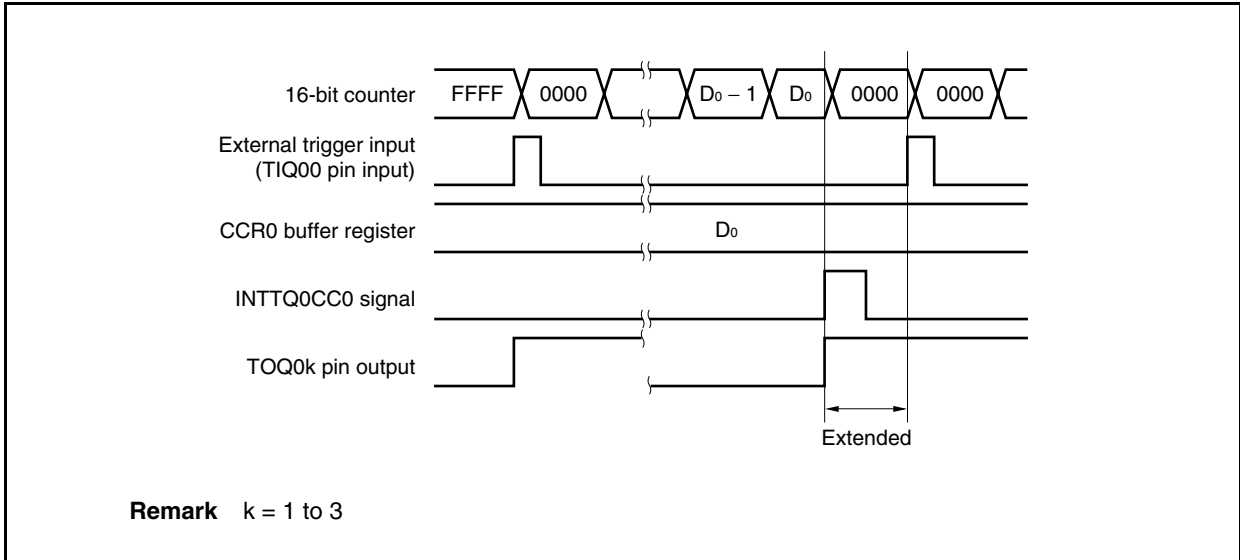 16-bit counter
FFFF 0000 D0 − 1 D0 0000 0000
External trigger input
(TIQ00 pin input)
CCR0 buffer register
D0
INTTQ0CC0 signal
TOQ0k pin output
Extended
Remark k = 1 to 3